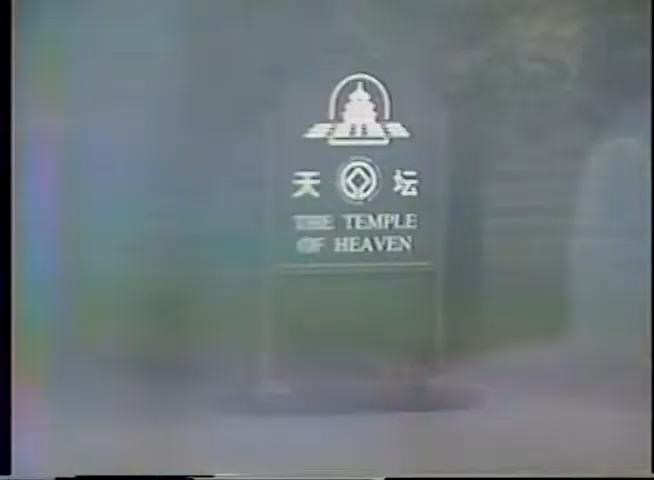 天 坛
THE TEMPLE
OF HEAVEN